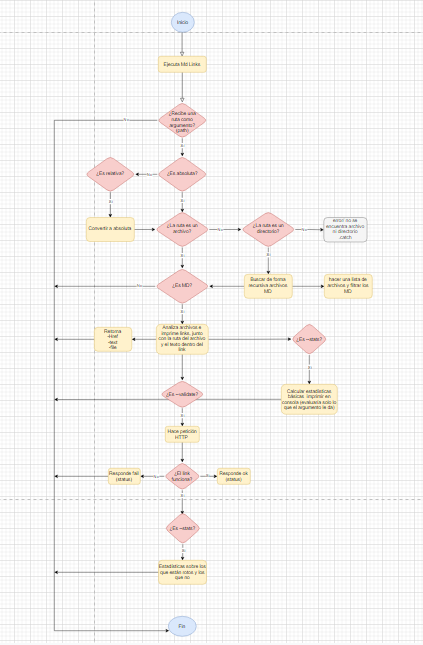 Inicio
Ejecuta Md Links
¿Recibe una
ruta como
argumento?
(path)
No
Si
¿Es relativa?
No
¿Es absoluta?
Si
Si
Convertir a absoluta
¿La ruta es un
archivo?
No
¿La ruta es un
directorio?
No
error no se
encuentra archivo
ni directorio
.catch
Si
Si
No
¿Es MD?
Buscar de forma
recursiva archivos
MD
hacer una lista de
archivos y filtrar los
MD
Si
Retorna
-Href
-text
-file
Analiza archivos e
imprime links, junto
con la ruta del archivo
y el texto dentro del
link
¿Es --stats?
Si
¿Es --validate?
Calcular estadísticas
básicas imprimir en
consola (evaluaría solo lo
que el argumento le da)
Si
Hace petición
HTTP
Responde fail
(status)
No
¿El link
funciona?
Si
Responde ok
(status)
Si
¿Es --stats?
Si
Estadísticas sobre los
que están rotos y los
que no
Fin